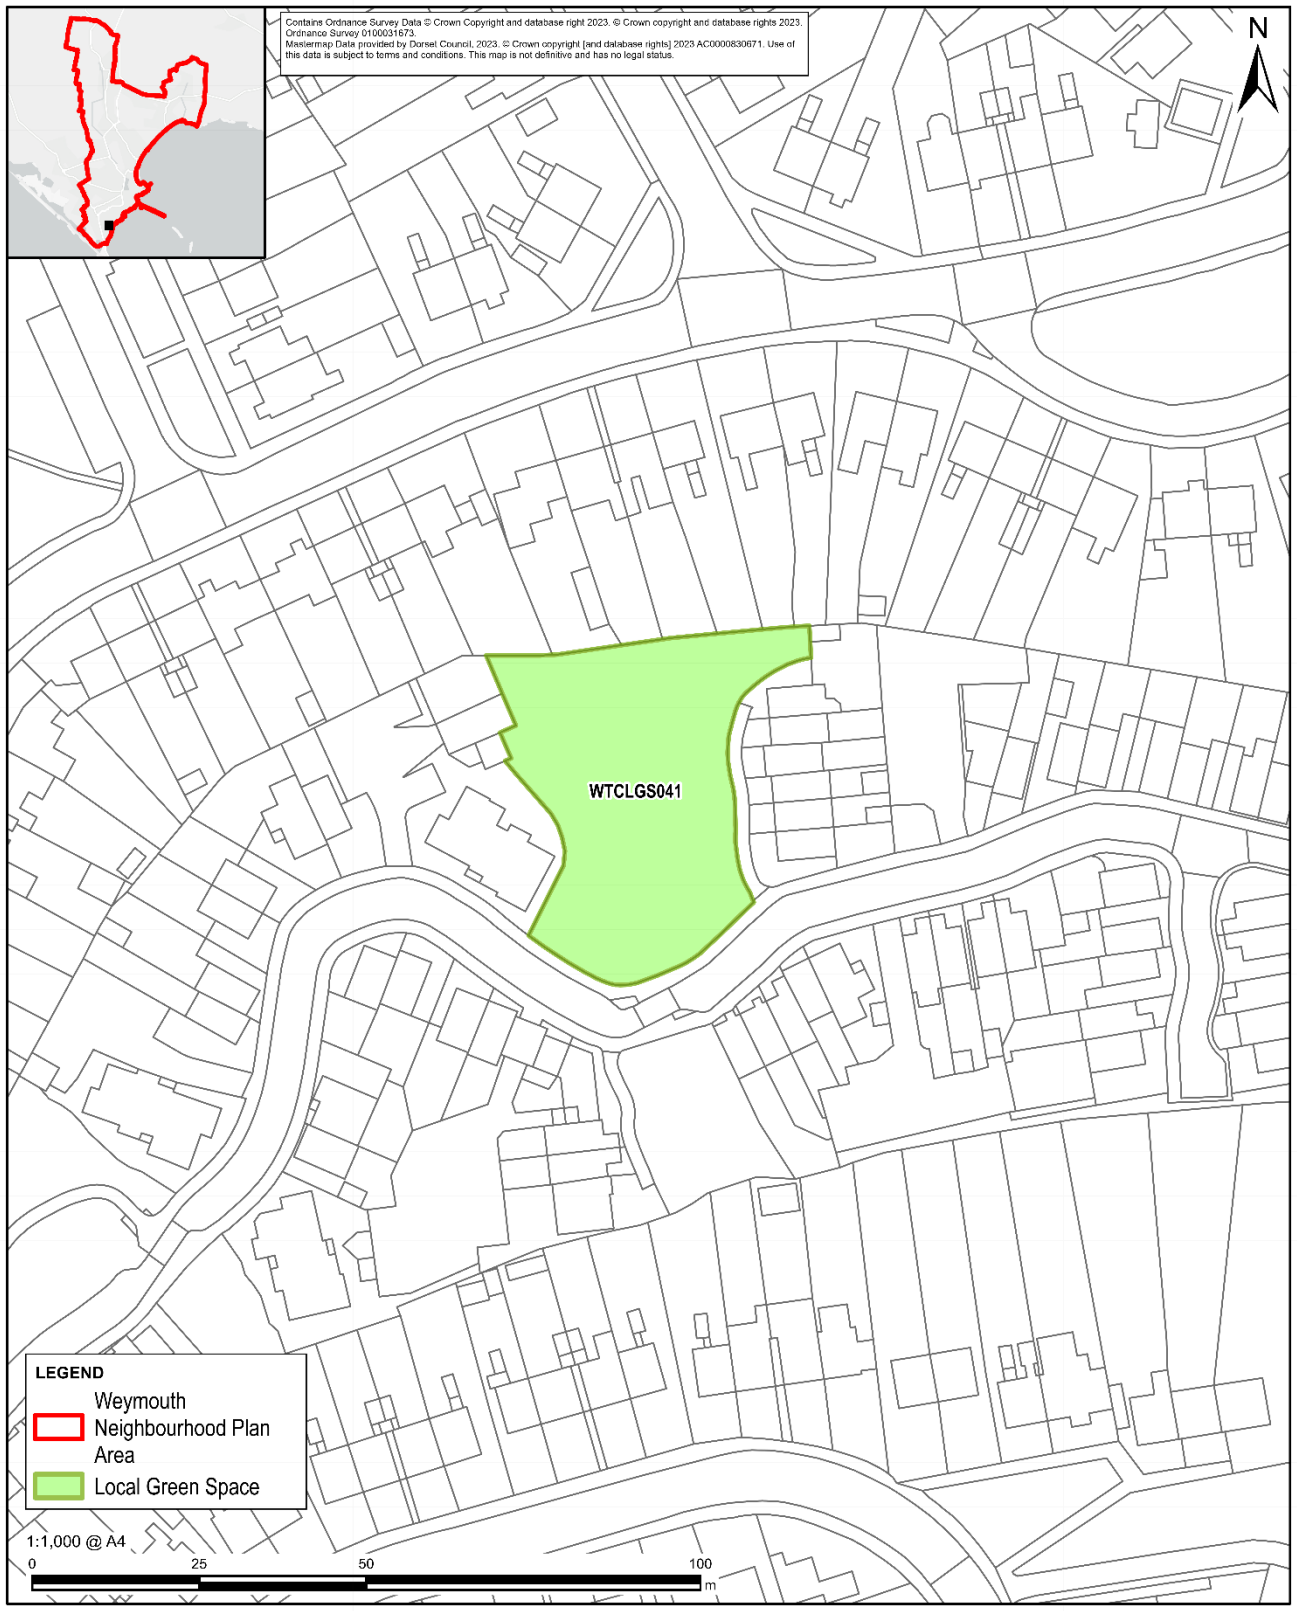 Contains Ordnance Survey Data © Crown Copyright and database right 2023. © Crown copyright and database rights 2023.
Ordnance Survey 0100031673.
Mastermap Data provided by Dorset Council, 2023. © Crown copyright [and database rights] 2023 AC0000830671. Use of
this data is subject to terms and conditions. This map is not definitive and has no legal status.
N
WTCLGS041
LEGEND
Weymouth
Neighbourhood Plan
Area
Local Green Space
1:1,000 @ A4
0 25 50 100
m